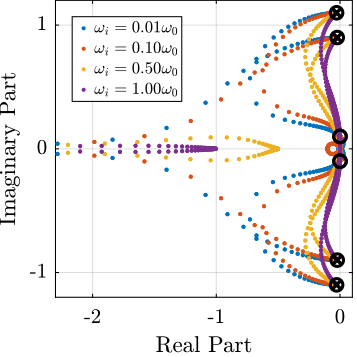 1
ωᵢ = 0.01ω₀
ωᵢ = 0.10ω₀
ωᵢ = 0.50ω₀
ωᵢ = 1.00ω₀
Imaginary Part
0
-1
-2
-1
0
Real Part